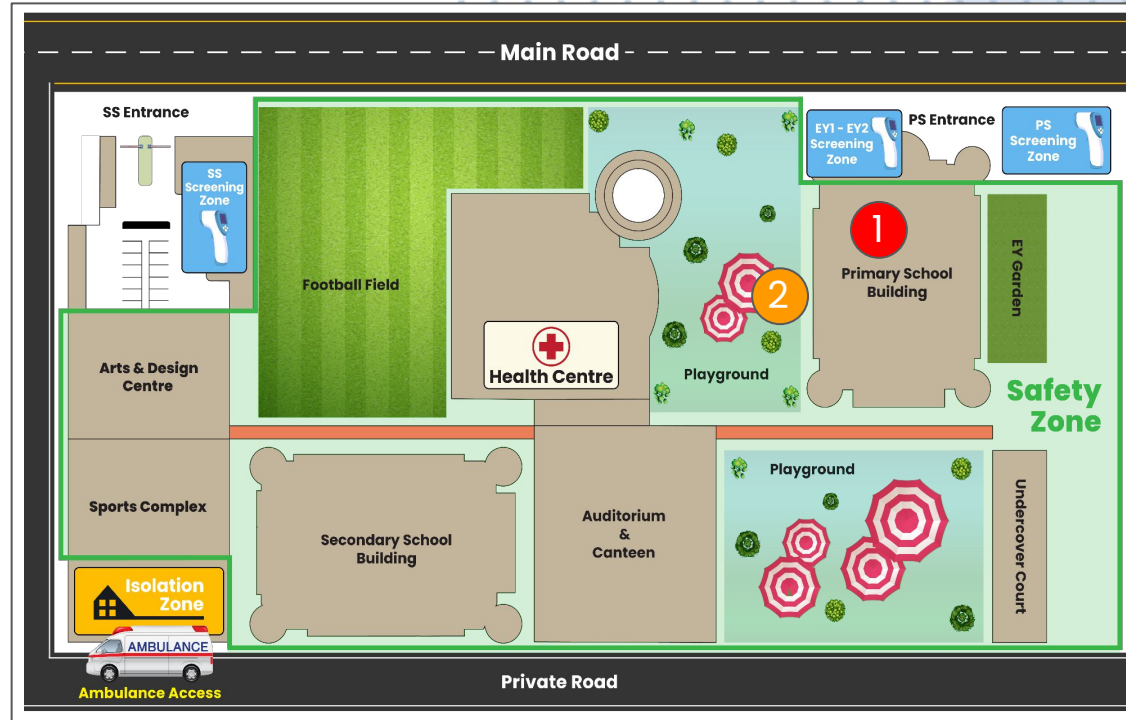 Main Road
SS Entrance
SS
Screening
Zone
EY1 - EY2
Screening
Zone
PS Entrance
PS
Screening
Zone
1
2
Football Field
Primary School
Building
EY Garden
Health Centre
Playground
Arts & Design
Centre
Safety
Zone
Sports Complex
Secondary School
Building
Auditorium
&
Canteen
Playground
Undercover Court
Isolation
Zone
AMBULANCE
Ambulance Access
Private Road